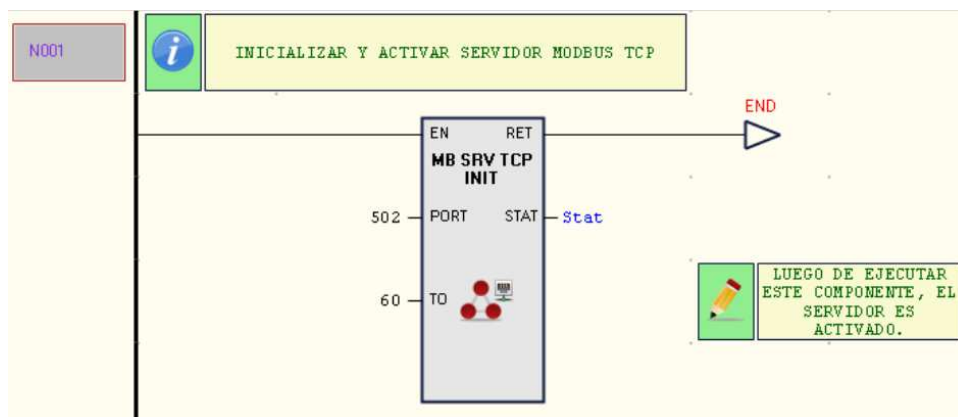 N001
INICIALIZAR Y ACTIVAR SERVIDOR MODBUS TCP
END
EN RET
MB SRV TCP
INIT
502 PORT STAT Stat
60 TO
LUEGO DE EJECUTAR
ESTE COMPONENTE, EL
SERVIDOR ES
ACTIVADO.